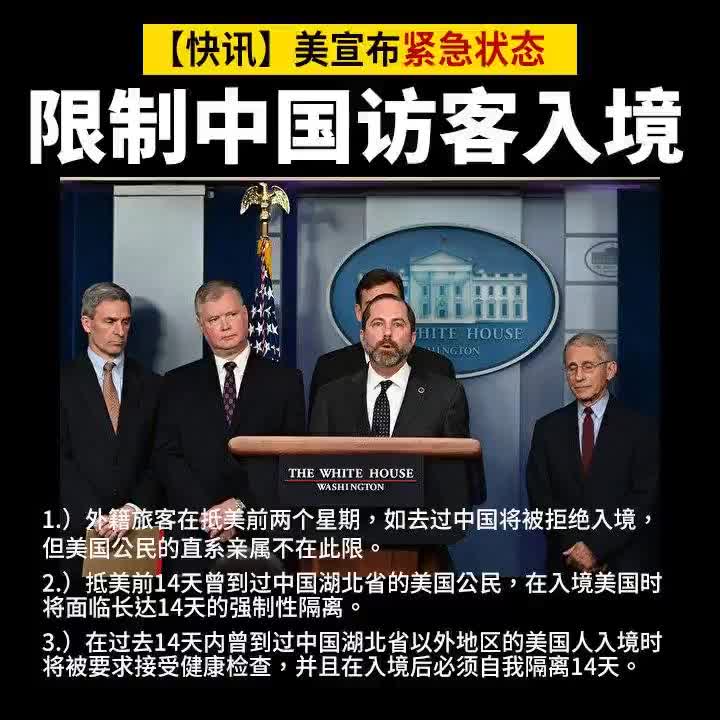 【快讯】美宣布紧急状态
限制中国访客入境
WHITE HOUSE
WASHINGTON
THE WHITE HOUSE
WASHINGTON
1.）外籍旅客在抵美前两个星期，如去过中国将被拒绝入境，
但美国公民的直系亲属不在此限。
2.）抵美前14天曾到过中国湖北省的美国公民，在入境美国时
将面临长达14天的强制性隔离。
3.）在过去14天内曾到过中国湖北省以外地区的美国人入境时
将被要求接受健康检查，并且在入境后必须自我隔离14天。